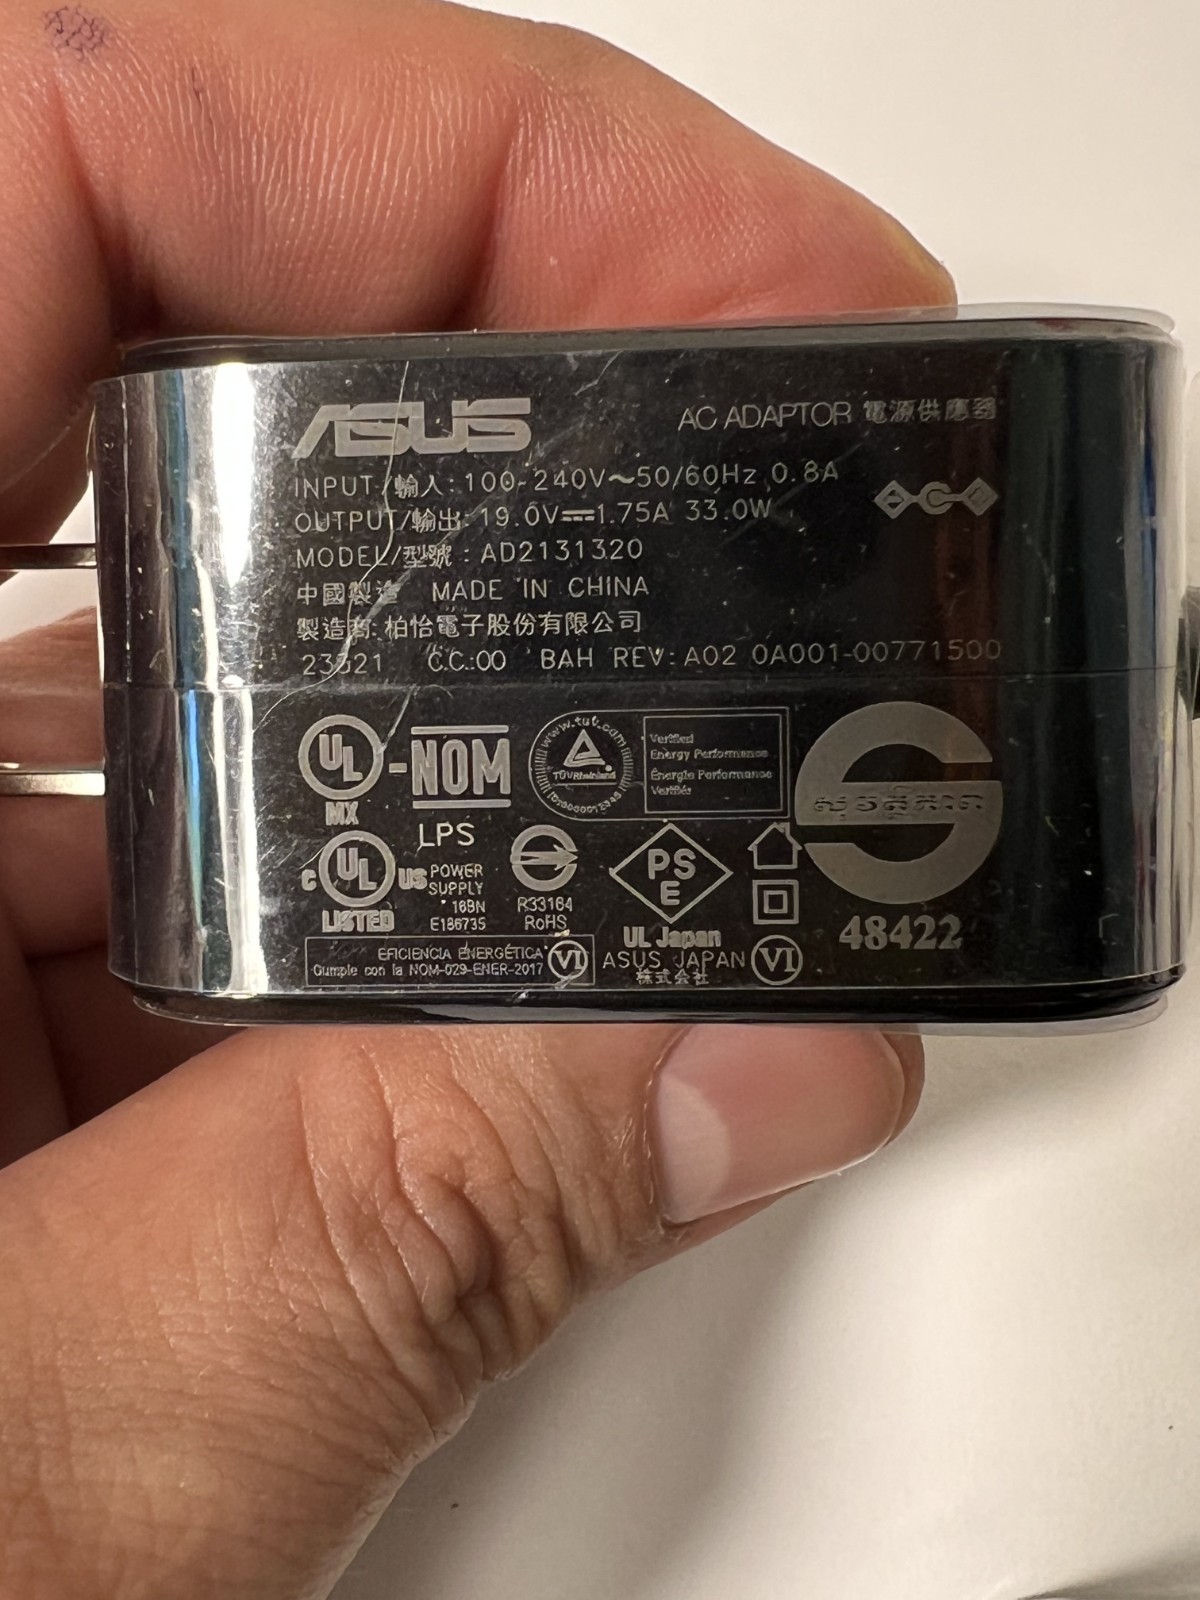 ASUS
AC ADAPTOR 電源供應器
INPUT/輸入: 100-240V~50/60Hz 0.8A
OUTPUT/輸出: 19.0V⎓1.75A 33.0W
MODEL/型號: AD2131320
中國製造 MADE IN CHINA
製造商: 柏怡電子股份有限公司
C.C.:00 BAH REV: A02 0A001-00771500
UL -NOM
MX
www.tuv.com
TÜVRheinland
Verified
Energy Performance
Énergie Performance
Vérifiée
LPS
C UL US
LISTED
POWER
SUPPLY
16BN
E186735
R33164
RoHS
PS
E
UL Japan
ASUS JAPAN
株式会社
VI
48422
EFICIENCIA ENERGÉTICA
Cumple con la NOM-029-ENER-2017
VI